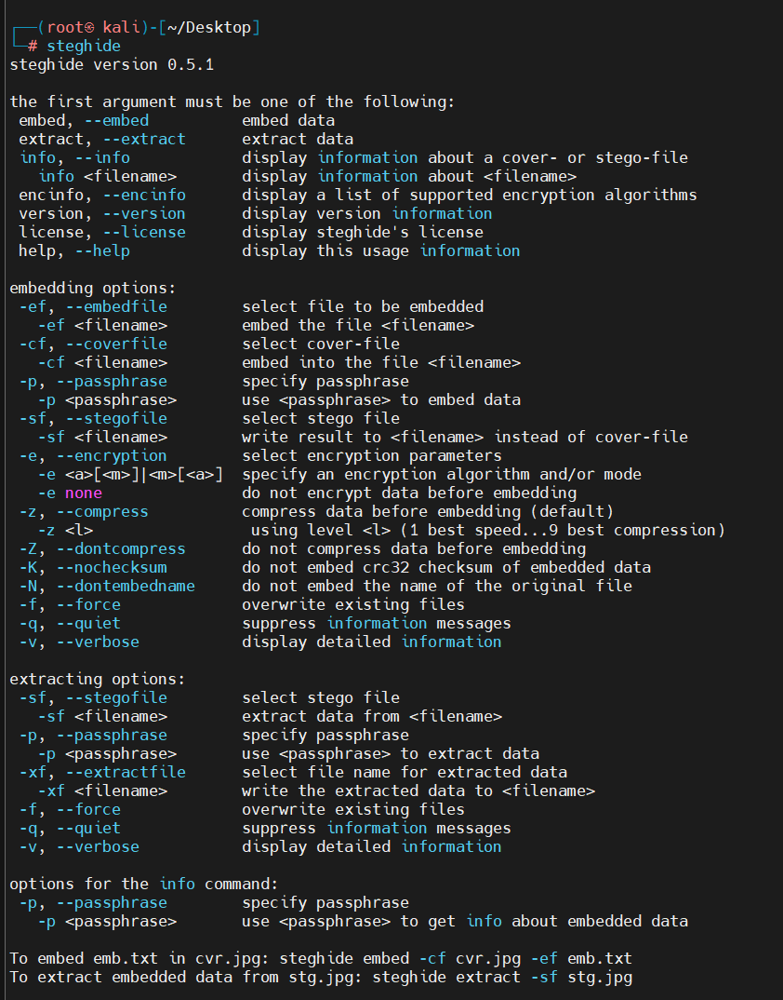 ┌──(root㉿ kali)-[~/Desktop]
└─# steghide
steghide version 0.5.1

the first argument must be one of the following:
 embed, --embed          embed data
 extract, --extract      extract data
 info, --info            display information about a cover- or stego-file
   info <filename>       display information about <filename>
 encinfo, --encinfo      display a list of supported encryption algorithms
 version, --version      display version information
 license, --license      display steghide's license
 help, --help            display this usage information

embedding options:
 -ef, --embedfile        select file to be embedded
   -ef <filename>        embed the file <filename>
 -cf, --coverfile        select cover-file
   -cf <filename>        embed into the file <filename>
 -p, --passphrase        specify passphrase
   -p <passphrase>       use <passphrase> to embed data
 -sf, --stegofile        select stego file
   -sf <filename>        write result to <filename> instead of cover-file
 -e, --encryption        select encryption parameters
   -e <a>[<m>]|<m>[<a>]  specify an encryption algorithm and/or mode
   -e none               do not encrypt data before embedding
 -z, --compress          compress data before embedding (default)
   -z <l>                 using level <l> (1 best speed...9 best compression)
 -Z, --dontcompress      do not compress data before embedding
 -K, --nochecksum        do not embed crc32 checksum of embedded data
 -N, --dontembedname     do not embed the name of the original file
 -f, --force             overwrite existing files
 -q, --quiet             suppress information messages
 -v, --verbose           display detailed information

extracting options:
 -sf, --stegofile        select stego file
   -sf <filename>        extract data from <filename>
 -p, --passphrase        specify passphrase
   -p <passphrase>       use <passphrase> to extract data
 -xf, --extractfile      select file name for extracted data
   -xf <filename>        write the extracted data to <filename>
 -f, --force             overwrite existing files
 -q, --quiet             suppress information messages
 -v, --verbose           display detailed information

options for the info command:
 -p, --passphrase        specify passphrase
   -p <passphrase>       use <passphrase> to get info about embedded data

To embed emb.txt in cvr.jpg: steghide embed -cf cvr.jpg -ef emb.txt
To extract embedded data from stg.jpg: steghide extract -sf stg.jpg